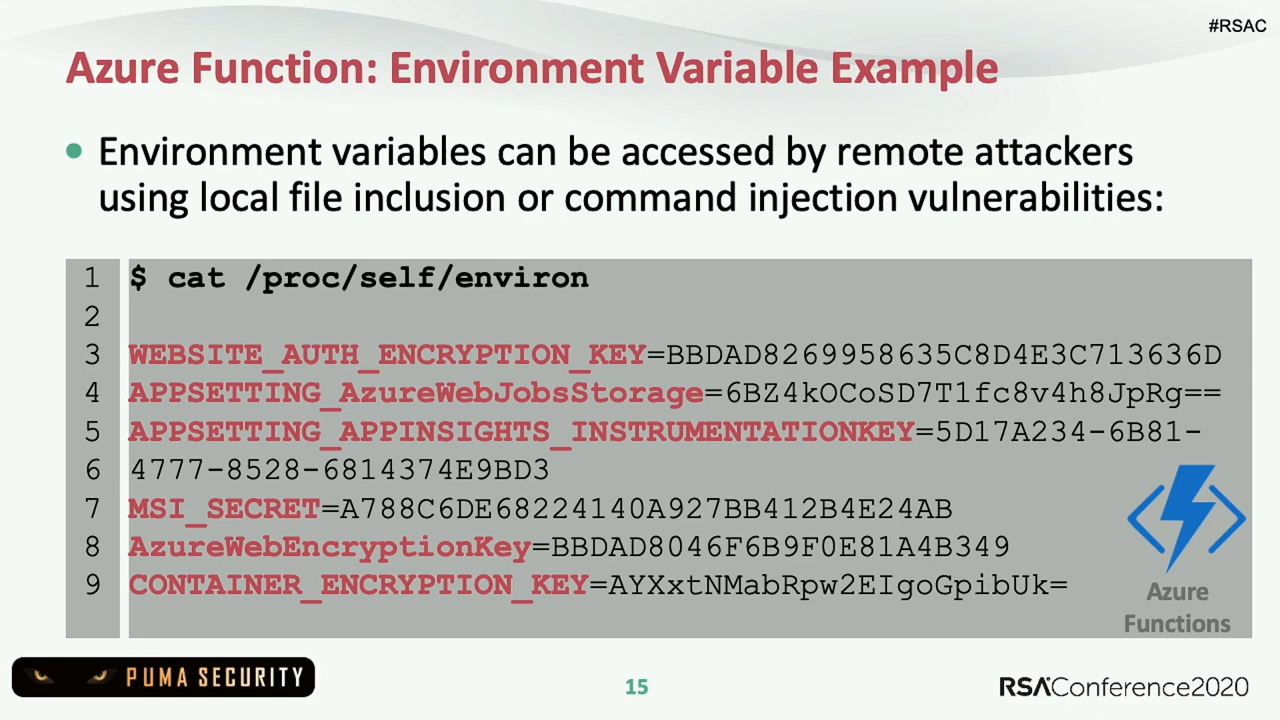 #RSAC
Azure Function: Environment Variable Example
• Environment variables can be accessed by remote attackers
using local file inclusion or command injection vulnerabilities:
1 $ cat /proc/self/environ
2
3 WEBSITE_AUTH_ENCRYPTION_KEY=BBDAD8269958635C8D4E3C713636D
4 APPSETTING_AzureWebJobsStorage=6BZ4kOCoSD7T1fc8v4h8JpRg==
5 APPSETTING_APPINSIGHTS_INSTRUMENTATIONKEY=5D17A234-6B81-
6 4777-8528-6814374E9BD3
7 MSI_SECRET=A788C6DE68224140A927BB412B4E24AB
8 AzureWebEncryptionKey=BBDAD8046F6B9F0E81A4B349
9 CONTAINER_ENCRYPTION_KEY=AYXxtNMabRpw2EIgoGpibUk=
Azure
Functions
PUMA SECURITY
15
RSAConference2020